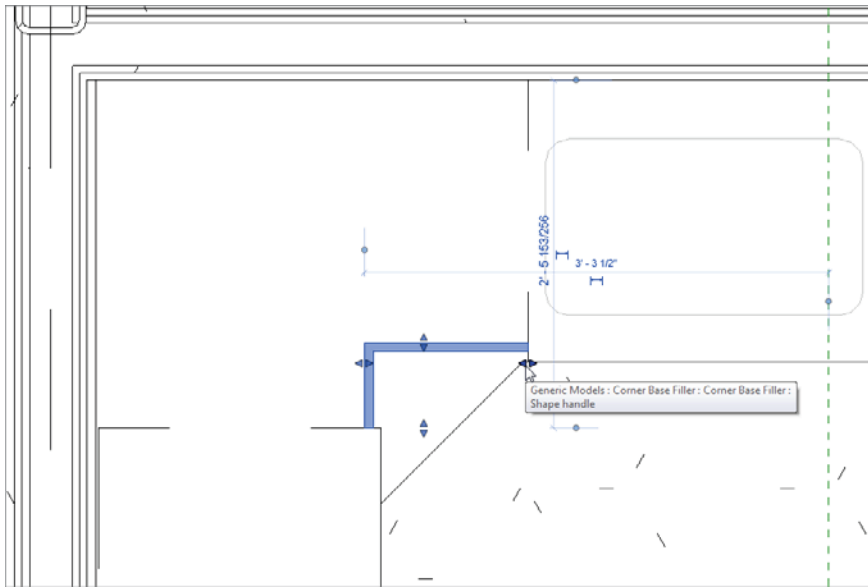 2' - 5 153/256
3' - 3 1/2"
Generic Models : Corner Base Filler : Corner Base Filler :
Shape handle